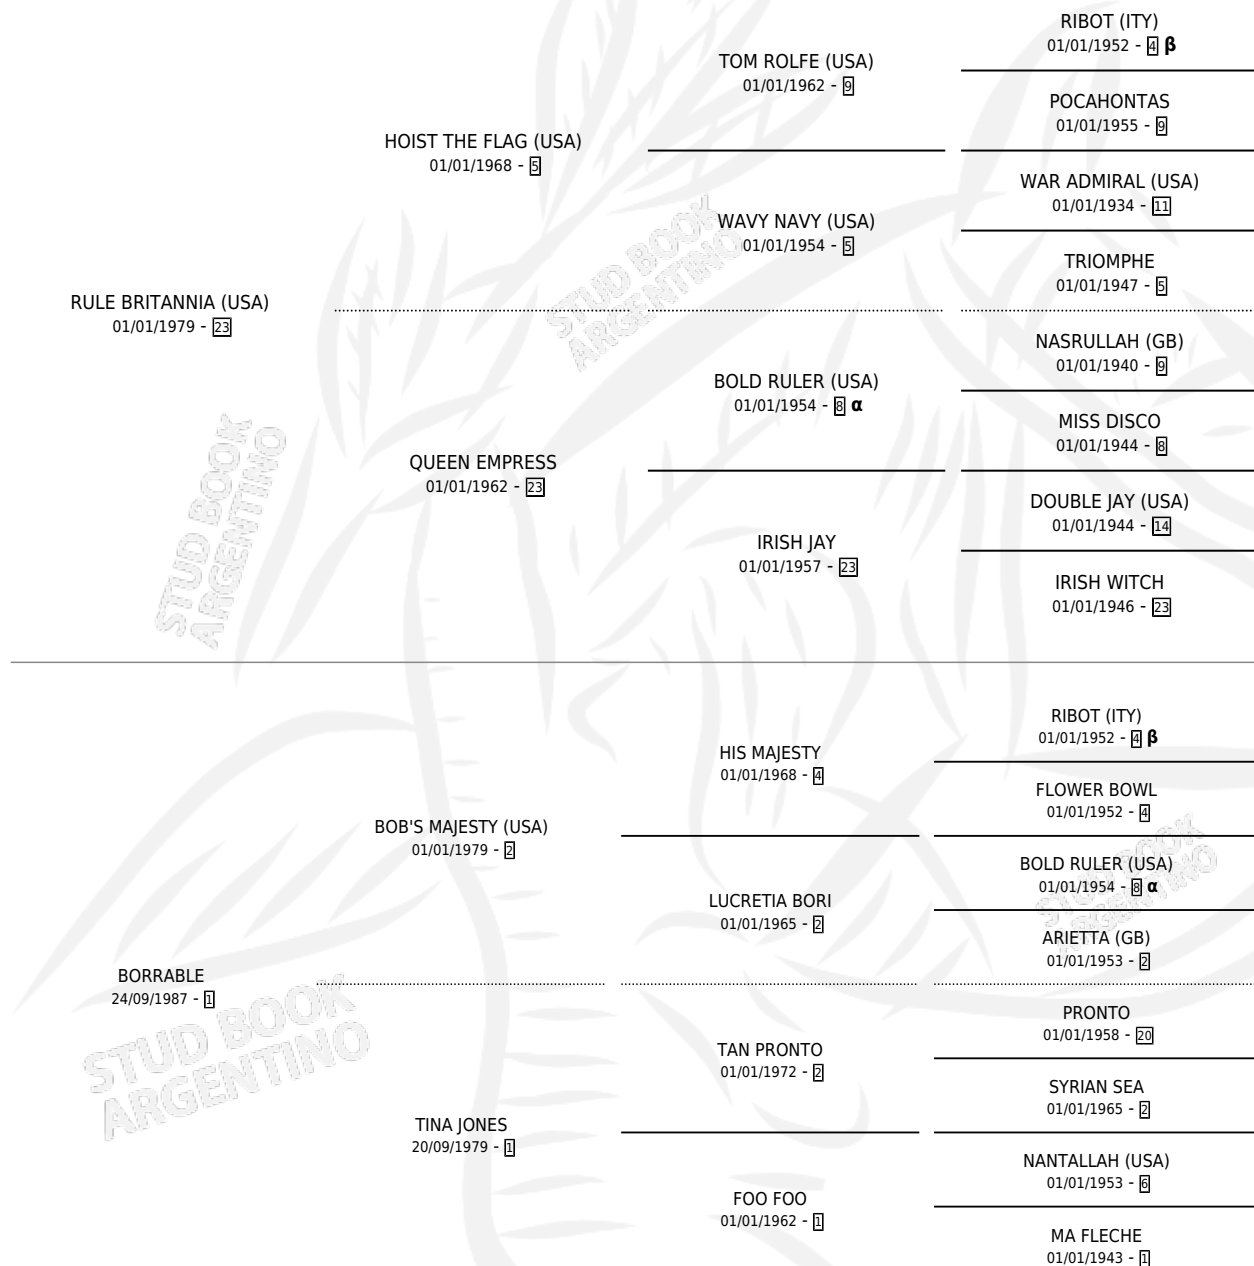 RIBOT (ITY)
01/01/1952 - 4 β
TOM ROLFE (USA)
01/01/1962 - 9
POCAHONTAS
01/01/1955 - 9
HOIST THE FLAG (USA)
01/01/1968 - 5
WAR ADMIRAL (USA)
01/01/1934 - 11
WAVY NAVY (USA)
01/01/1954 - 5
TRIOMPHE
01/01/1947 - 5
STUD BOOK
ARGENTINO
RULE BRITANNIA (USA)
01/01/1979 - 23
NASRULLAH (GB)
01/01/1940 - 9
BOLD RULER (USA)
01/01/1954 - 8 α
MISS DISCO
01/01/1944 - 8
QUEEN EMPRESS
01/01/1962 - 23
DOUBLE JAY (USA)
01/01/1944 - 14
IRISH JAY
01/01/1957 - 23
IRISH WITCH
01/01/1946 - 23
STUD BOOK
ARGENTINO
RIBOT (ITY)
01/01/1952 - 4 β
HIS MAJESTY
01/01/1968 - 4
FLOWER BOWL
01/01/1952 - 4
BOB'S MAJESTY (USA)
01/01/1979 - 2
BOLD RULER (USA)
01/01/1954 - 8 α
LUCRETIA BORI
01/01/1965 - 2
ARIETTA (GB)
01/01/1953 - 2
STUD BOOK
ARGENTINO
BORRABLE
24/09/1987 - 1
PRONTO
01/01/1958 - 20
TAN PRONTO
01/01/1972 - 2
SYRIAN SEA
01/01/1965 - 2
STUD BOOK
ARGENTINO
TINA JONES
20/09/1979 - 1
NANTALLAH (USA)
01/01/1953 - 6
FOO FOO
01/01/1962 - 1
MA FLECHE
01/01/1943 - 1